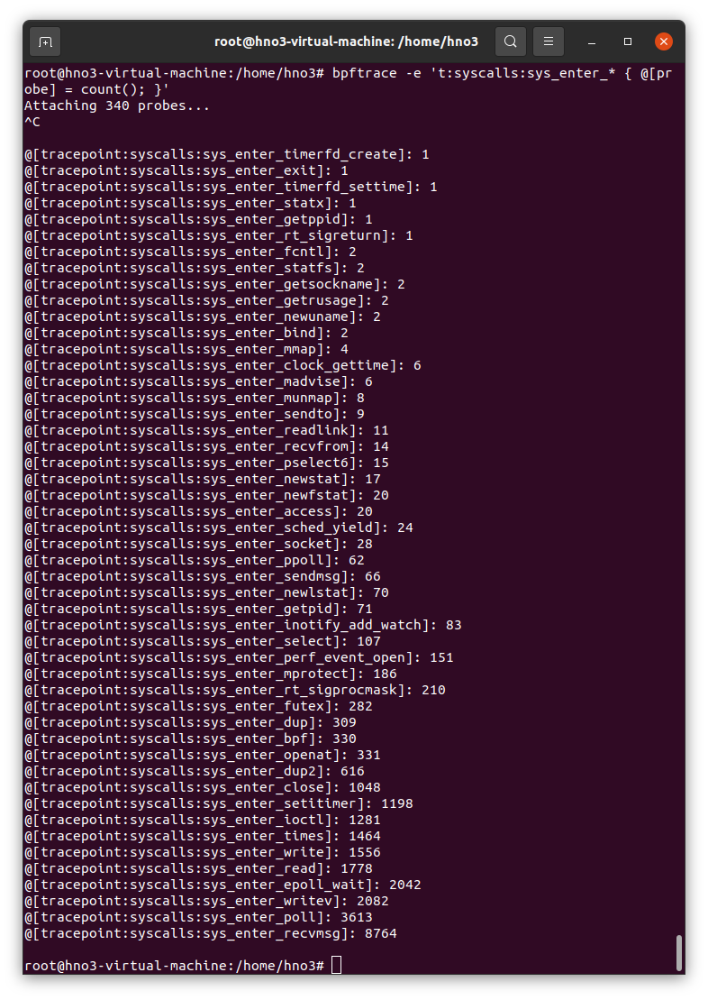 root@hno3-virtual-machine: /home/hno3
root@hno3-virtual-machine:/home/hno3# bpftrace -e 't:syscalls:sys_enter_* { @[pr
obe] = count(); }'
Attaching 340 probes...
^C
@[tracepoint:syscalls:sys_enter_timerfd_create]: 1
@[tracepoint:syscalls:sys_enter_exit]: 1
@[tracepoint:syscalls:sys_enter_timerfd_settime]: 1
@[tracepoint:syscalls:sys_enter_statx]: 1
@[tracepoint:syscalls:sys_enter_getppid]: 1
@[tracepoint:syscalls:sys_enter_rt_sigreturn]: 1
@[tracepoint:syscalls:sys_enter_fcntl]: 2
@[tracepoint:syscalls:sys_enter_statfs]: 2
@[tracepoint:syscalls:sys_enter_getsockname]: 2
@[tracepoint:syscalls:sys_enter_getrusage]: 2
@[tracepoint:syscalls:sys_enter_newuname]: 2
@[tracepoint:syscalls:sys_enter_bind]: 2
@[tracepoint:syscalls:sys_enter_mmap]: 4
@[tracepoint:syscalls:sys_enter_clock_gettime]: 6
@[tracepoint:syscalls:sys_enter_madvise]: 6
@[tracepoint:syscalls:sys_enter_munmap]: 8
@[tracepoint:syscalls:sys_enter_sendto]: 9
@[tracepoint:syscalls:sys_enter_readlink]: 11
@[tracepoint:syscalls:sys_enter_recvfrom]: 14
@[tracepoint:syscalls:sys_enter_pselect6]: 15
@[tracepoint:syscalls:sys_enter_newstat]: 17
@[tracepoint:syscalls:sys_enter_newfstat]: 20
@[tracepoint:syscalls:sys_enter_access]: 20
@[tracepoint:syscalls:sys_enter_sched_yield]: 24
@[tracepoint:syscalls:sys_enter_socket]: 28
@[tracepoint:syscalls:sys_enter_ppoll]: 62
@[tracepoint:syscalls:sys_enter_sendmsg]: 66
@[tracepoint:syscalls:sys_enter_newlstat]: 70
@[tracepoint:syscalls:sys_enter_getpid]: 71
@[tracepoint:syscalls:sys_enter_inotify_add_watch]: 83
@[tracepoint:syscalls:sys_enter_select]: 107
@[tracepoint:syscalls:sys_enter_perf_event_open]: 151
@[tracepoint:syscalls:sys_enter_mprotect]: 186
@[tracepoint:syscalls:sys_enter_rt_sigprocmask]: 210
@[tracepoint:syscalls:sys_enter_futex]: 282
@[tracepoint:syscalls:sys_enter_dup]: 309
@[tracepoint:syscalls:sys_enter_bpf]: 330
@[tracepoint:syscalls:sys_enter_openat]: 331
@[tracepoint:syscalls:sys_enter_dup2]: 616
@[tracepoint:syscalls:sys_enter_close]: 1048
@[tracepoint:syscalls:sys_enter_setitimer]: 1198
@[tracepoint:syscalls:sys_enter_ioctl]: 1281
@[tracepoint:syscalls:sys_enter_times]: 1464
@[tracepoint:syscalls:sys_enter_write]: 1556
@[tracepoint:syscalls:sys_enter_read]: 1778
@[tracepoint:syscalls:sys_enter_epoll_wait]: 2042
@[tracepoint:syscalls:sys_enter_writev]: 2082
@[tracepoint:syscalls:sys_enter_poll]: 3613
@[tracepoint:syscalls:sys_enter_recvmsg]: 8764
root@hno3-virtual-machine:/home/hno3#